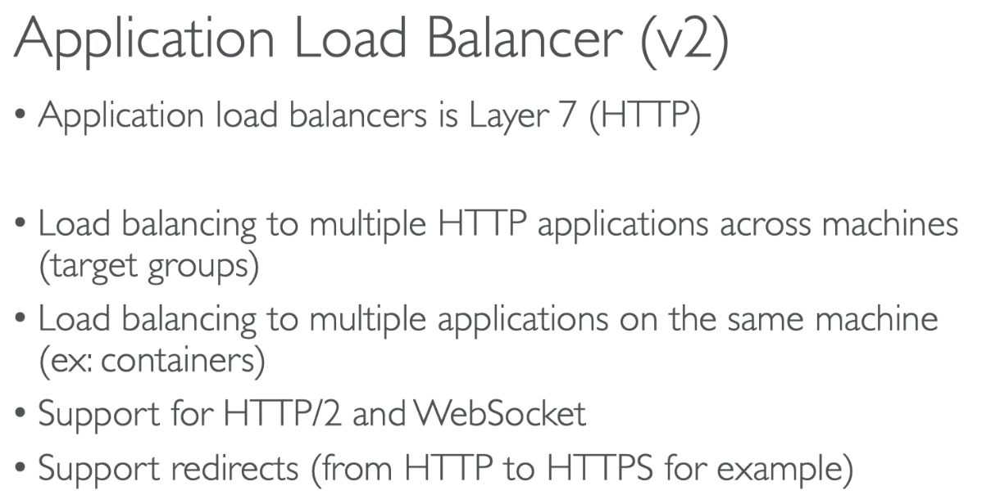 Application Load Balancer (v2)
• Application load balancers is Layer 7 (HTTP)
• Load balancing to multiple HTTP applications across machines
(target groups)
• Load balancing to multiple applications on the same machine
(ex: containers)
• Support for HTTP/2 and WebSocket
• Support redirects (from HTTP to HTTPS for example)